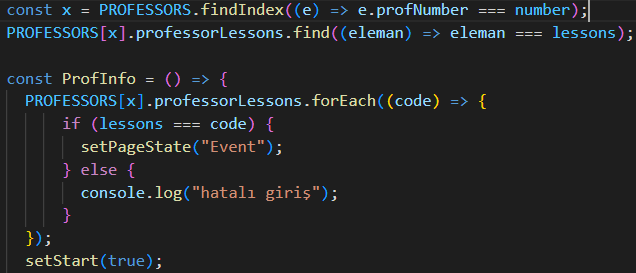 const x = PROFESSORS.findIndex((e) => e.profNumber === number);
PROFESSORS[x].professorLessons.find((eleman) => eleman === lessons);
const ProfInfo = () => {
PROFESSORS[x].professorLessons.forEach((code) => {
if (lessons === code) {
setPageState("Event");
} else {
console.log("hatalı giriş");
}
});
setStart(true);